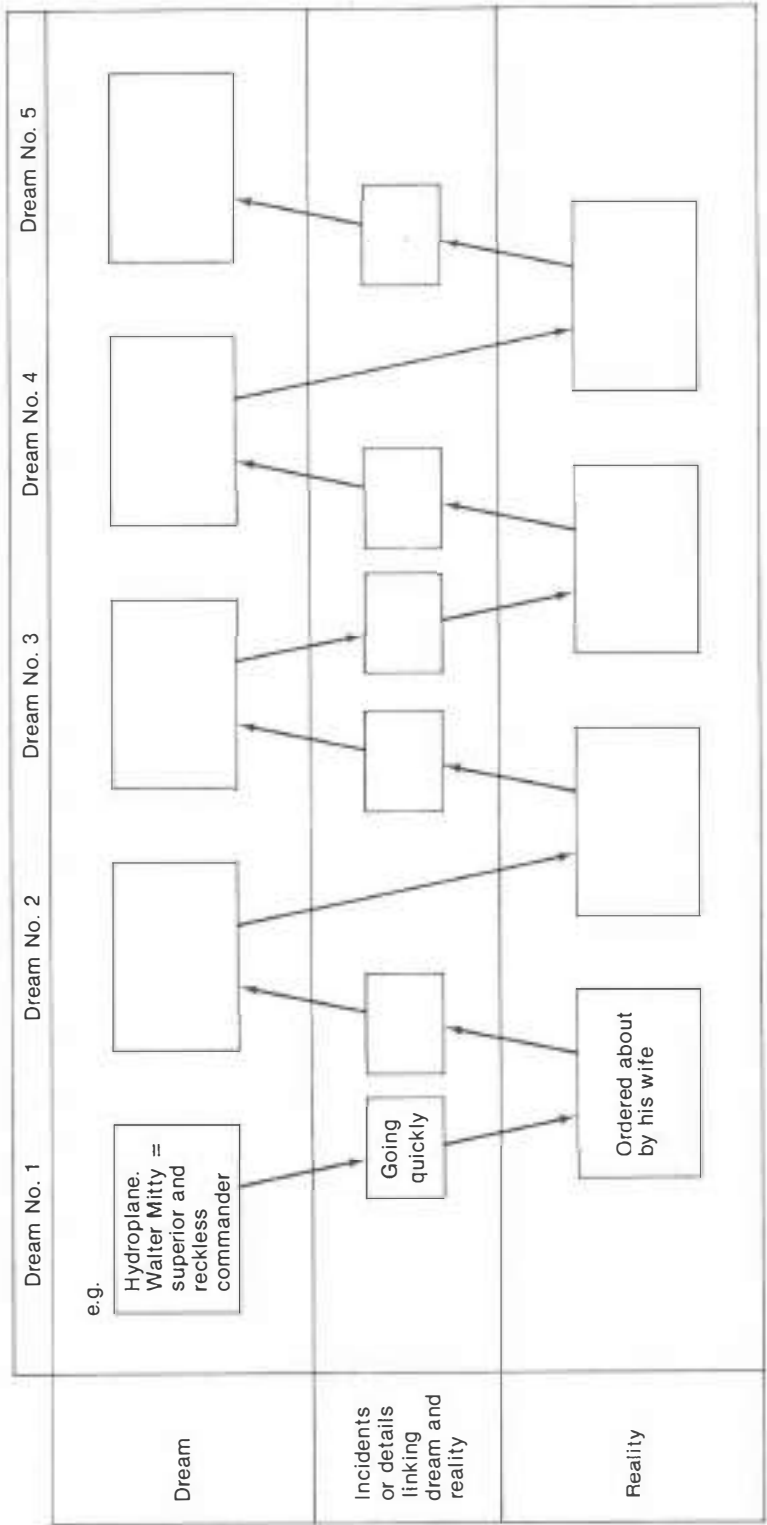 Dream No. 1
Dream No. 2
Dream No. 3
Dream No. 4
Dream No. 5
Dream
e.g.
Hydroplane.
Walter Mitty =
superior and
reckless
commander
Incidents
or details
linking
dream and
reality
Going
quickly
Reality
Ordered about
by his wife